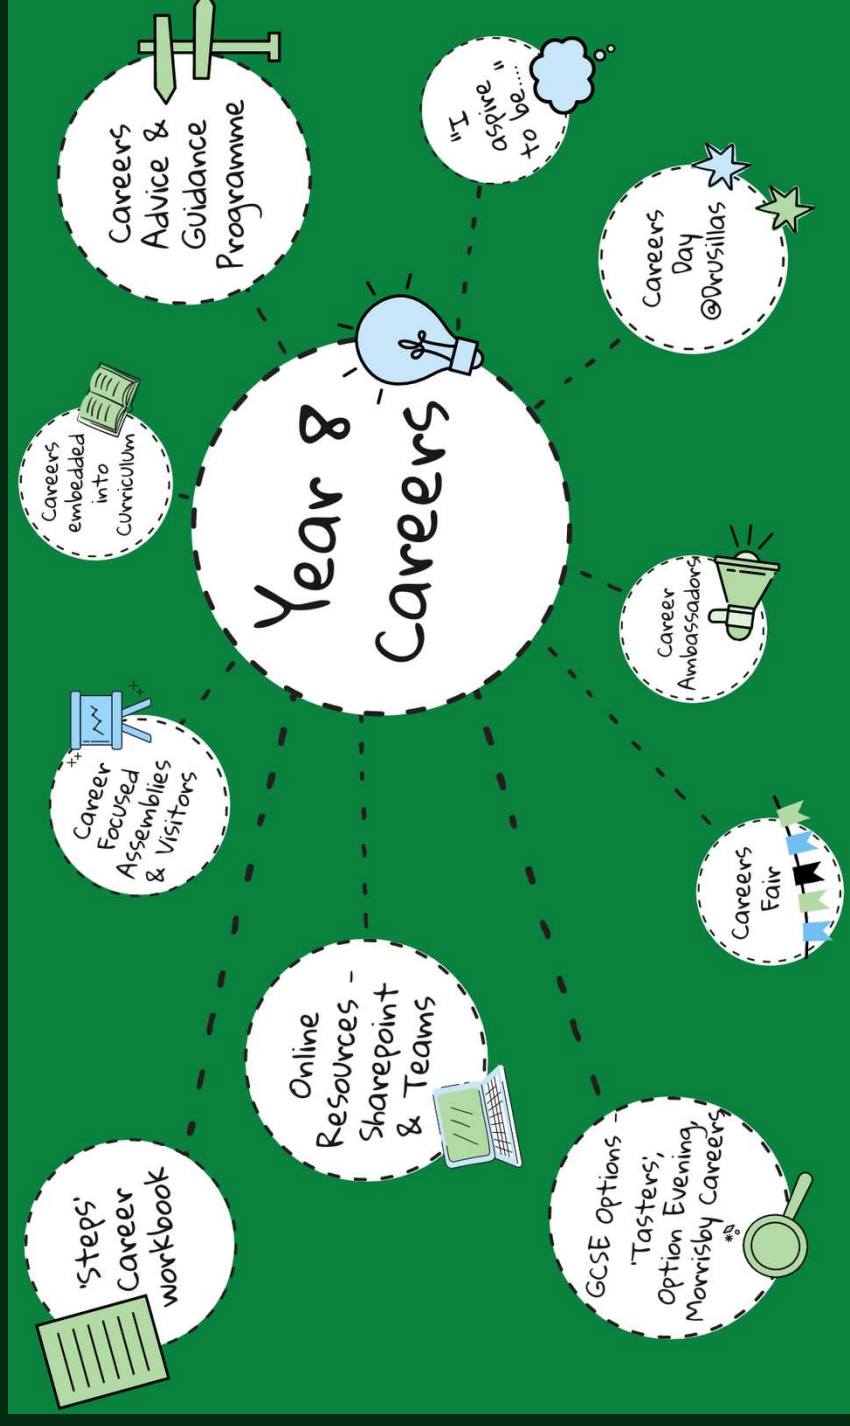 'Steps'
Career
workbook
Career
Focused
Assemblies
& Visitors
Careers
embedded
into
curriculum
Careers
Advice &
Guidance
Programme
Year 8
Careers
"I
aspire
to be...."
Online
Resources -
Sharepoint
& Teams
GCSE Options -
'Tasters',
Option Evening,
Morrisby Careers
Careers
Fair
Career
Ambassadors
Careers
Day
@Drusillas